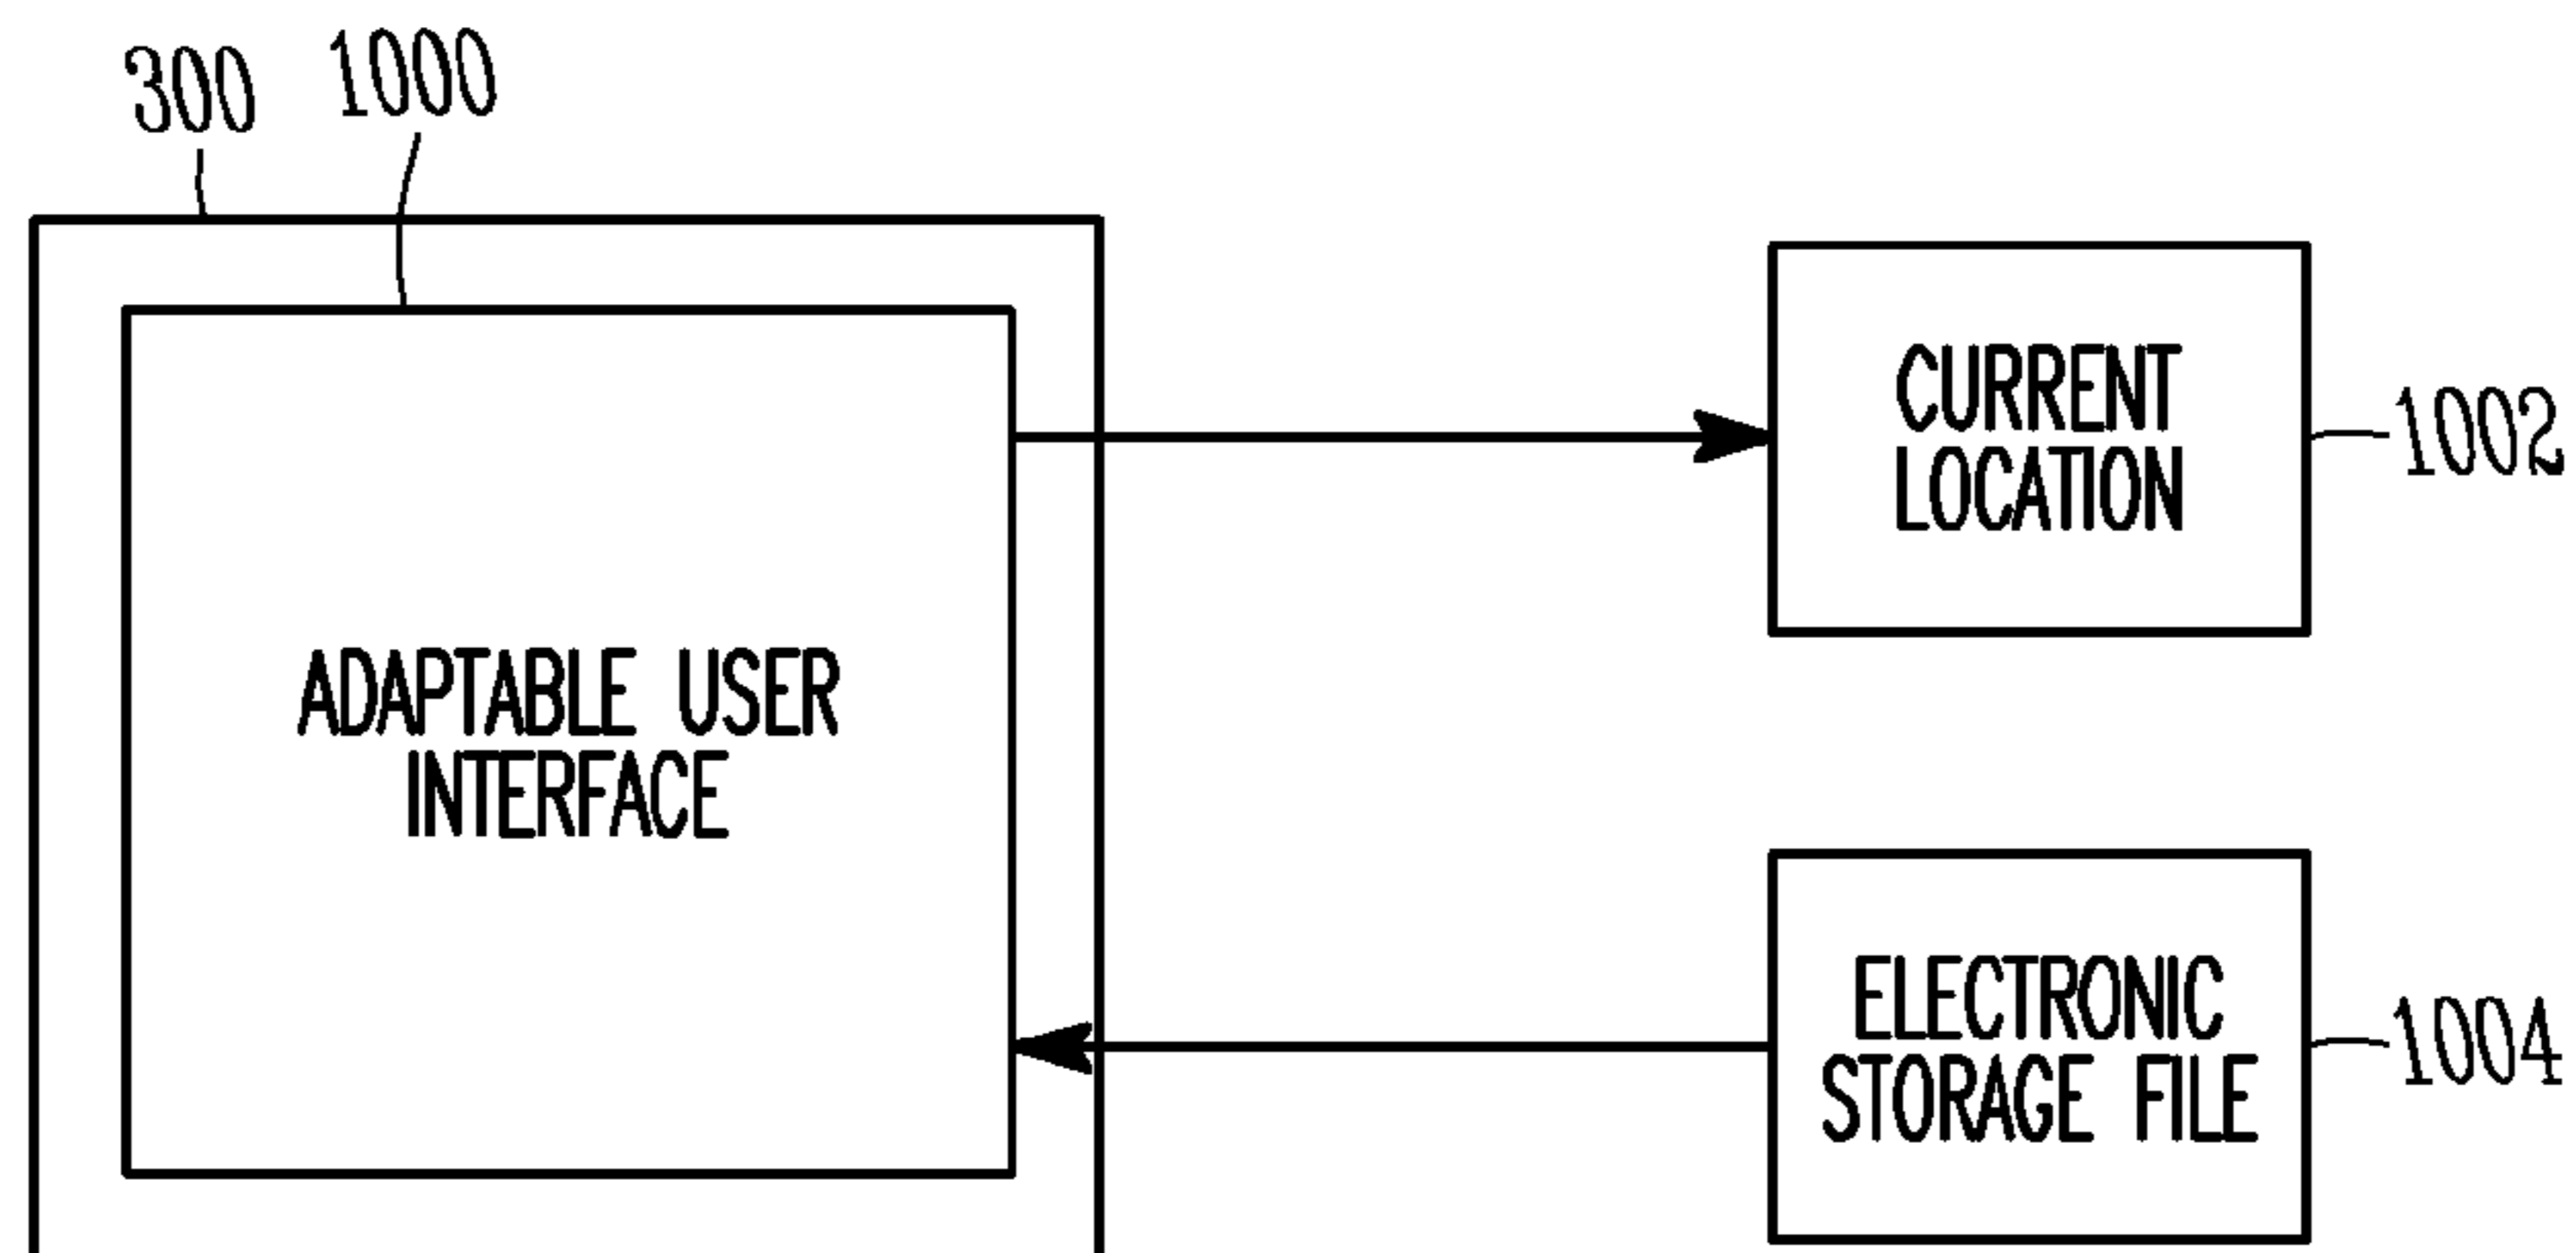 300
1000
CURRENT
LOCATION
1002
ADAPTABLE USER
INTERFACE
ELECTRONIC
STORAGE FILE
1004